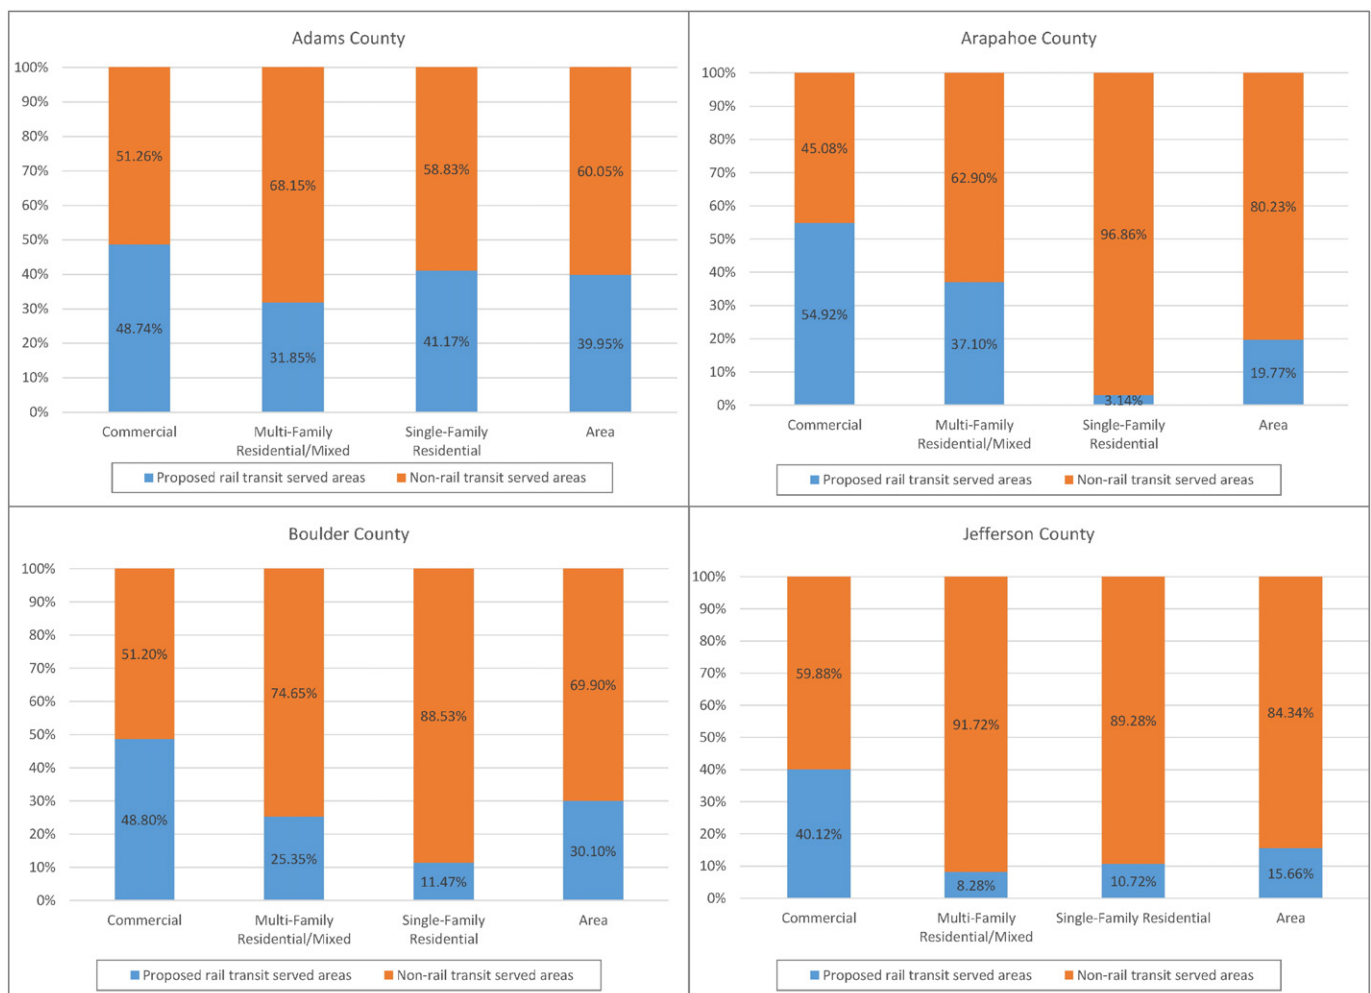 Adams County
100%
90%
80%
70%
60%
50%
40%
30%
20%
10%
0%
51.26%
68.15%
58.83%
60.05%
48.74%
31.85%
41.17%
39.95%
Commercial
Multi-Family
Residential/Mixed
Single-Family
Residential
Area
Proposed rail transit served areas
Non-rail transit served areas
Arapahoe County
100%
90%
80%
70%
60%
50%
40%
30%
20%
10%
0%
45.08%
62.90%
96.86%
80.23%
54.92%
37.10%
3.14%
19.77%
Commercial
Multi-Family
Residential/Mixed
Single-Family
Residential
Area
Proposed rail transit served areas
Non-rail transit served areas
Boulder County
100%
90%
80%
70%
60%
50%
40%
30%
20%
10%
0%
51.20%
74.65%
88.53%
69.90%
48.80%
25.35%
11.47%
30.10%
Commercial
Multi-Family
Residential/Mixed
Single-Family
Residential
Area
Proposed rail transit served areas
Non-rail transit served areas
Jefferson County
100%
90%
80%
70%
60%
50%
40%
30%
20%
10%
0%
59.88%
91.72%
89.28%
84.34%
40.12%
8.28%
10.72%
15.66%
Commercial
Multi-Family
Residential/Mixed
Single-Family Residential
Area
Proposed rail transit served areas
Non-rail transit served areas